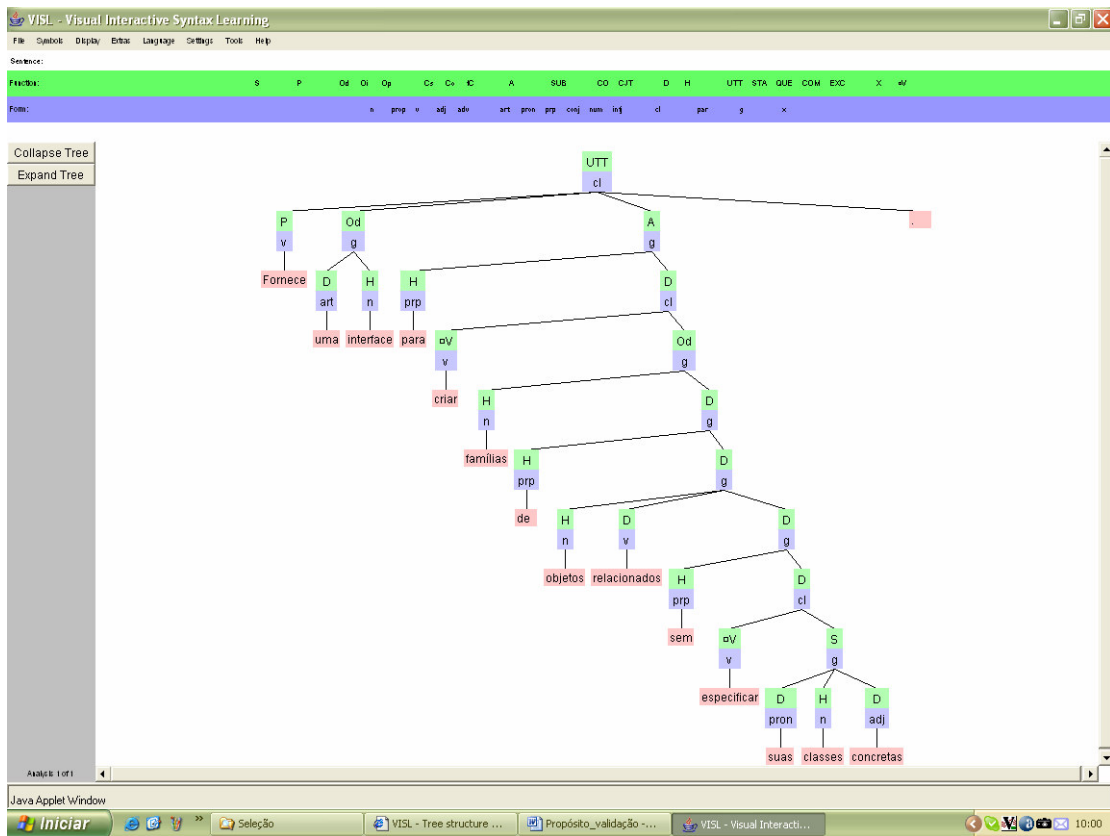 VISL - Visual Interactive Syntax Learning
File Symbols Display Extras Language Settings Tools Help
Sentence:
Function: S P Od Oi Op Cs Co fC A SUB CO CJT D H UTT STA QUE COM EXC X ¤V
Form: n prop v adj adv art pron prp conj num intj cl par g x
Collapse Tree
Expand Tree
UTT
cl
P Od A .
v g g
Fornece D H H D
art n prp cl
uma interface para ¤V Od
v g
criar H D
n g
famílias H D
prp g
de H D D
n v g
objetos relacionados H D
prp cl
sem ¤V S
v g
especificar D H D
pron n adj
suas classes concretas
Analysis 1 of 1
Java Applet Window
Iniciar » Seleção VISL - Tree structure ... Propósito_validação -... VISL - Visual Interacti... 10:00